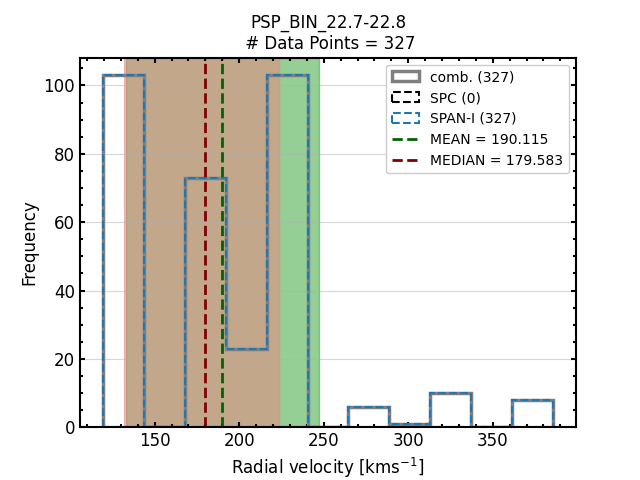 PSP_BIN_22.7-22.8
# Data Points = 327
comb. (327)
SPC (0)
SPAN-I (327)
MEAN = 190.115
MEDIAN = 179.583
Frequency
100
80
60
40
20
0
150 200 250 300 350
Radial velocity [kms⁻¹]